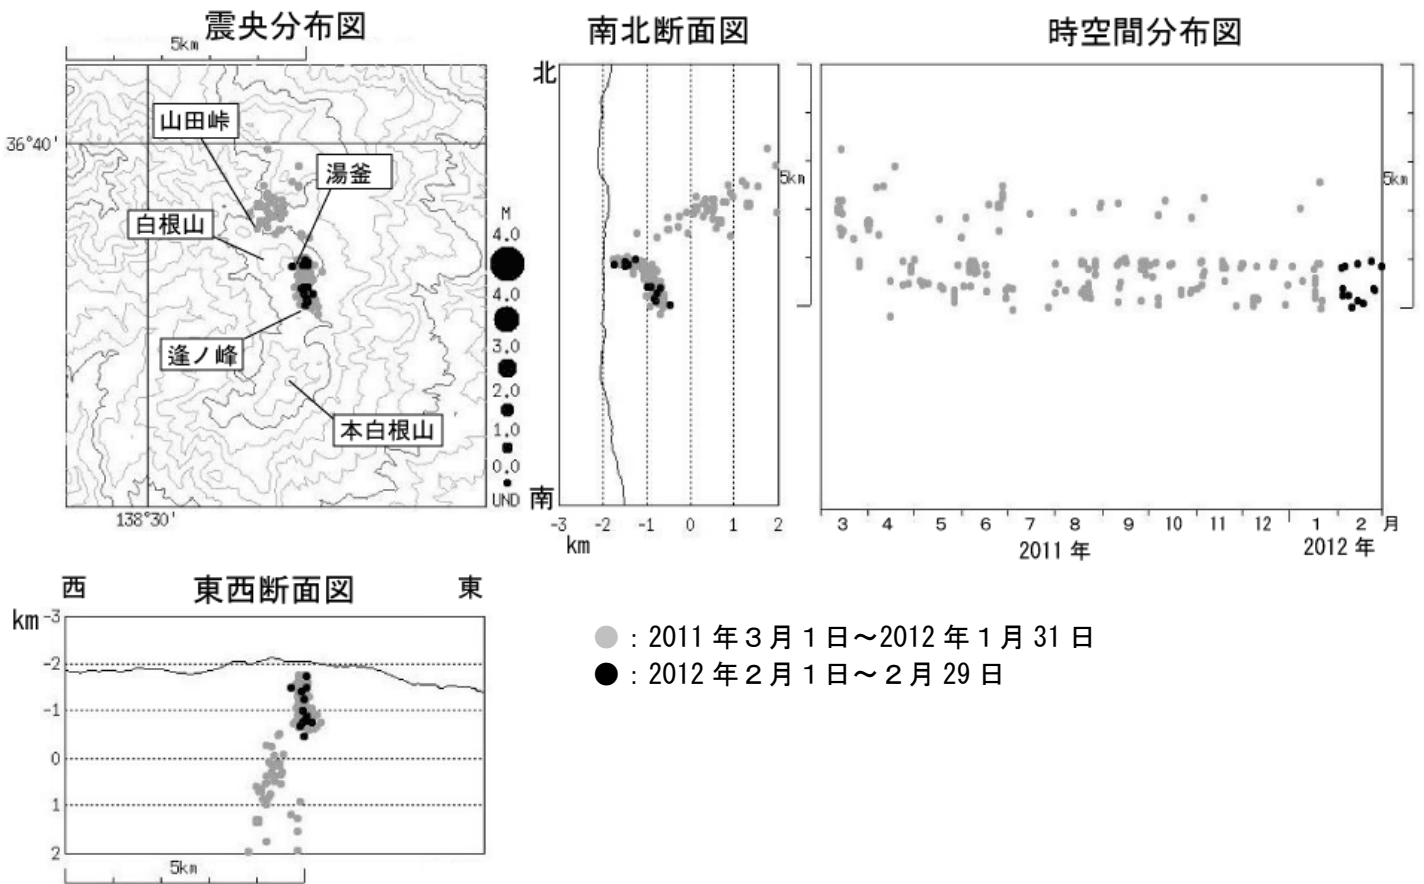 震央分布図
5km
36°40'
138°30'
山田峠
湯釜
白根山
逢ノ峰
本白根山
M
4.0
4.0
3.0
2.0
1.0
0.0
UND
南北断面図
北
南
5km
-3 -2 -1 0 1 2
km
時空間分布図
5km
3 4 5 6 7 8 9 10 11 12 1 2 月
2011 年 2012 年
西 東西断面図 東
km
-3
-2
-1
0
1
2
5km
：2011 年３月１日～2012 年１月 31 日
：2012 年２月１日～２月 29 日